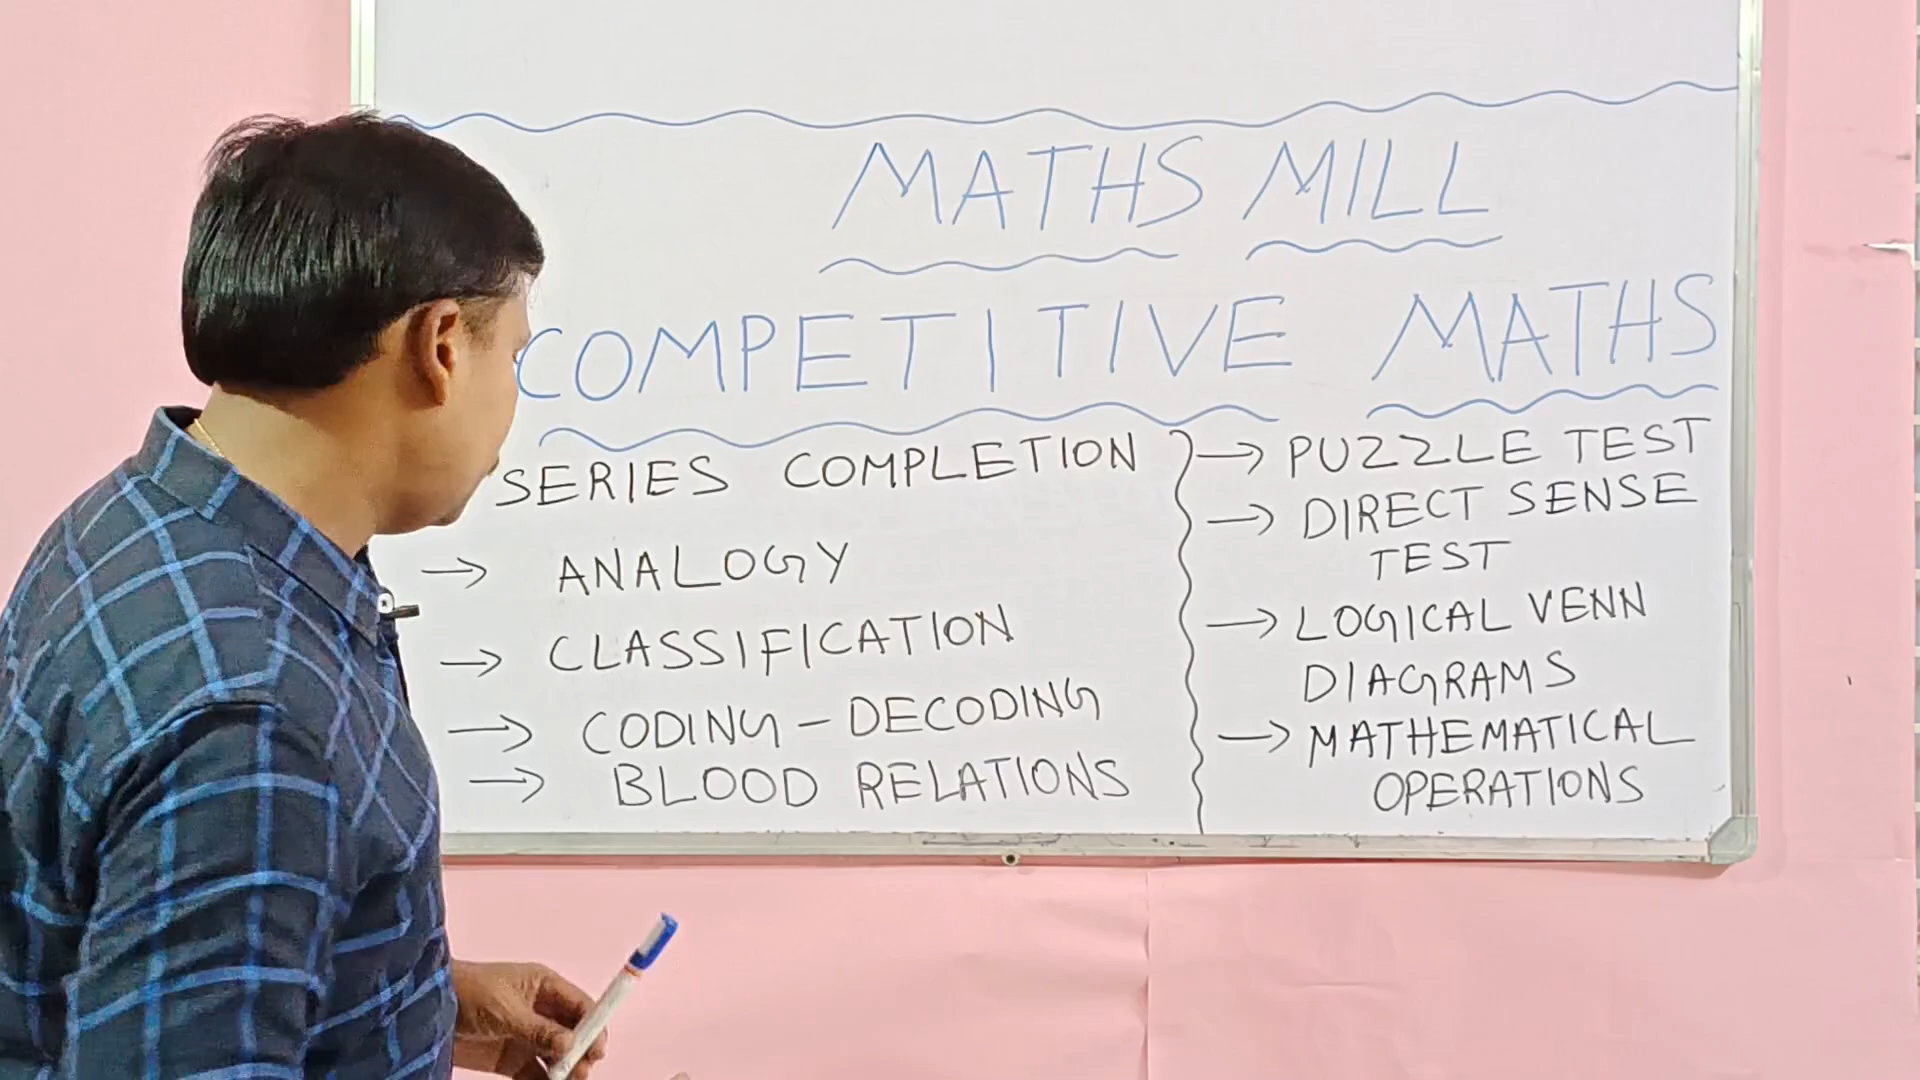 MATHS MILL
COMPETITIVE MATHS
SERIES COMPLETION
→ ANALOGY
→ CLASSIFICATION
→ CODING – DECODING
→ BLOOD RELATIONS
→ PUZZLE TEST
→ DIRECT SENSE
TEST
→ LOGICAL VENN
DIAGRAMS
→ MATHEMATICAL
OPERATIONS